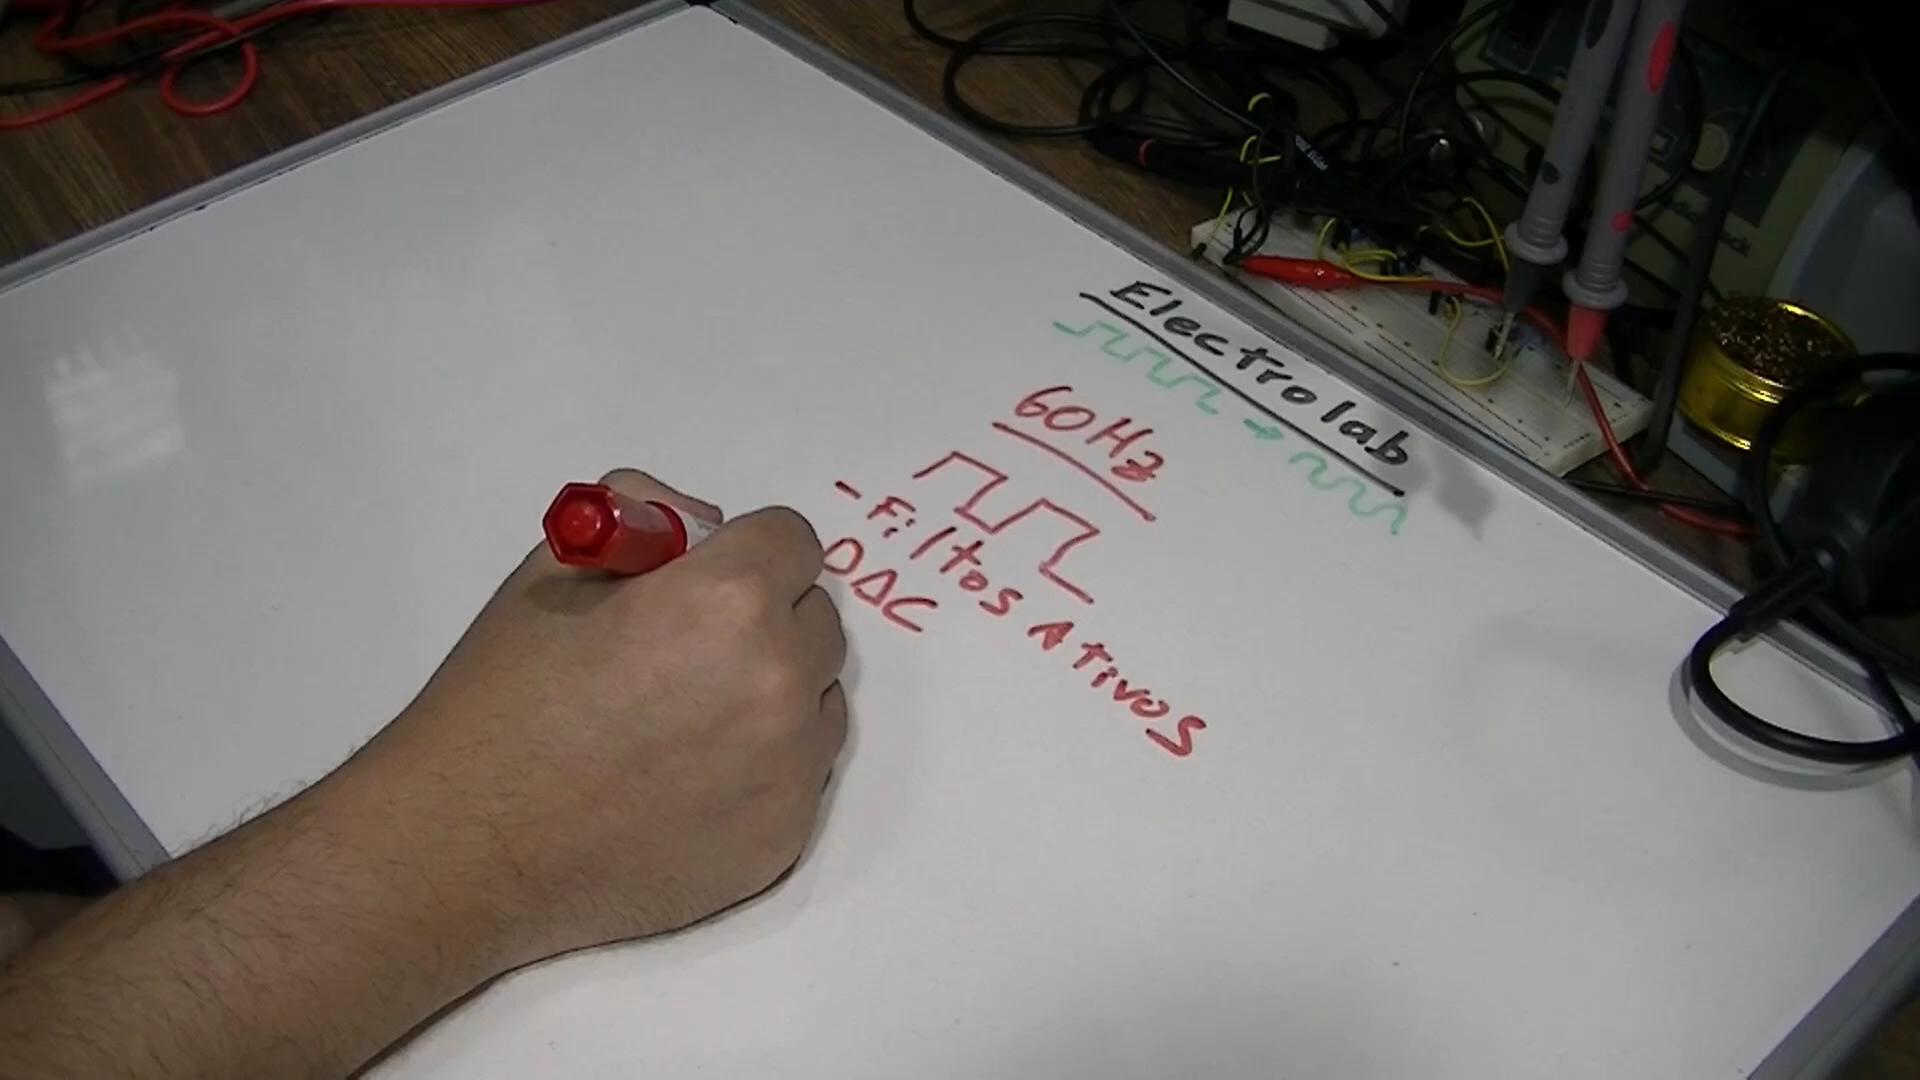 Electrolab
60Hz
- Filtos Ativos
DAC